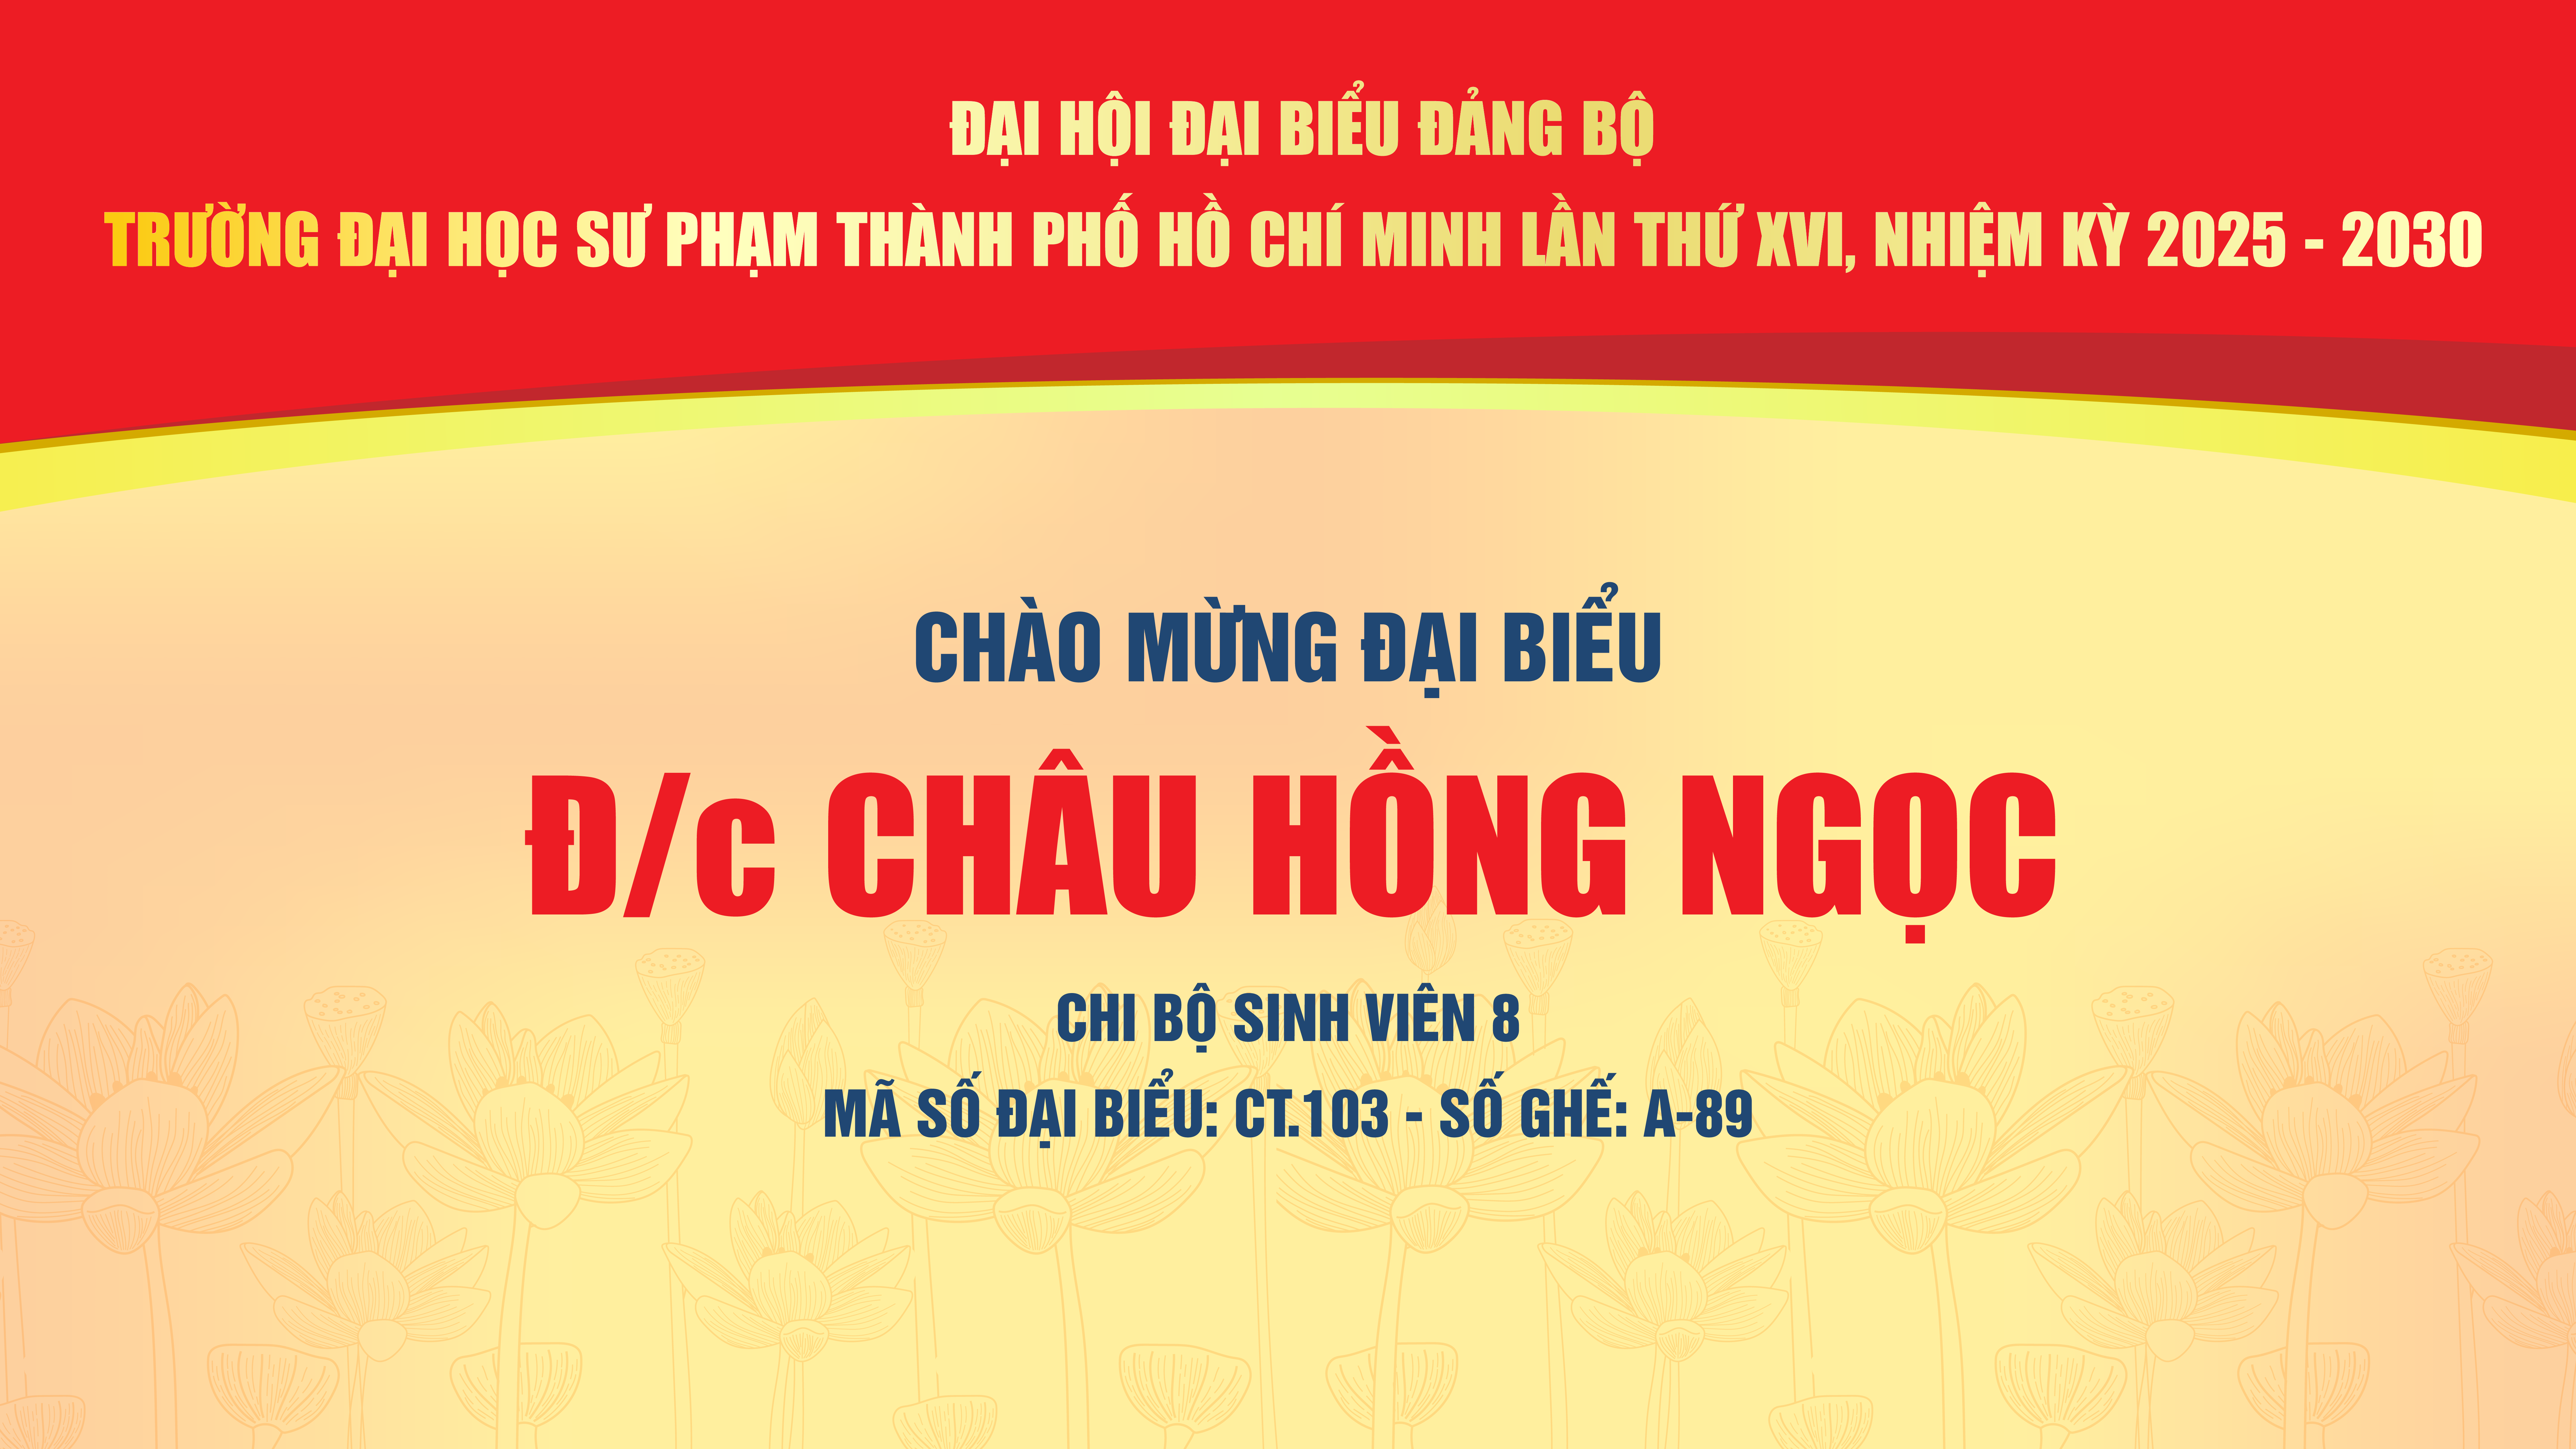 ĐẠI HỘI ĐẠI BIỂU ĐẢNG BỘ
TRƯỜNG ĐẠI HỌC SƯ PHẠM THÀNH PHỐ HỒ CHÍ MINH LẦN THỨ XVI, NHIỆM KỲ 2025 - 2030
CHÀO MỪNG ĐẠI BIỂU
Đ/c CHÂU HỒNG NGỌC
CHI BỘ SINH VIÊN 8
MÃ SỐ ĐẠI BIỂU: CT.103 - SỐ GHẾ: A-89